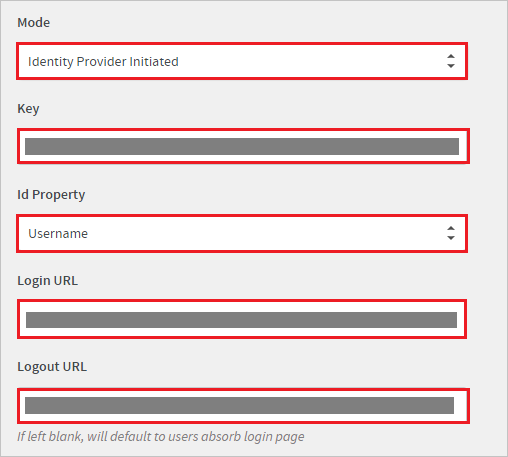 Mode
Identity Provider Initiated
Key
Id Property
Username
Login URL
Logout URL
If left blank, will default to users absorb login page